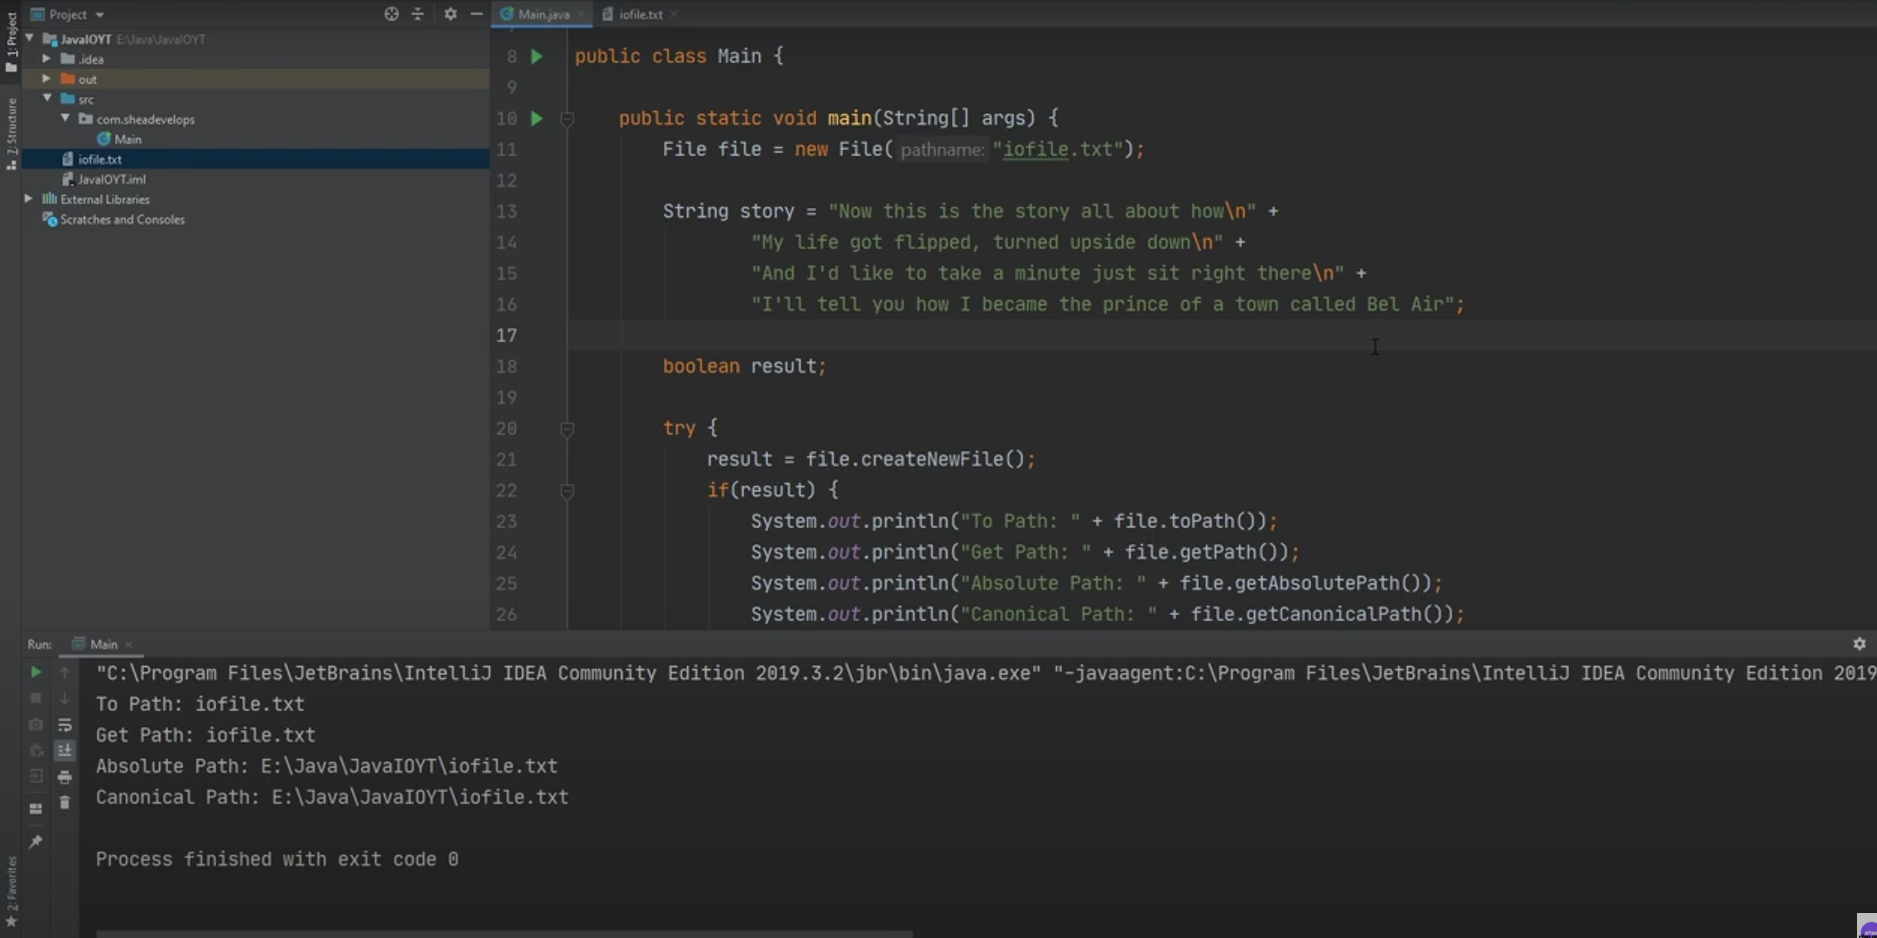 Project
Main.java
iofile.txt
1: Project
JavaIOYT E:\Java\JavaIOYT
.idea
out
src
com.sheadevelops
Main
iofile.txt
JavaIOYT.iml
External Libraries
Scratches and Consoles
7: Structure
8 public class Main {
9
10 public static void main(String[] args) {
11 File file = new File( pathname: "iofile.txt");
12
13 String story = "Now this is the story all about how\n" +
14 "My life got flipped, turned upside down\n" +
15 "And I'd like to take a minute just sit right there\n" +
16 "I'll tell you how I became the prince of a town called Bel Air";
17
18 boolean result;
19
20 try {
21 result = file.createNewFile();
22 if(result) {
23 System.out.println("To Path: " + file.toPath());
24 System.out.println("Get Path: " + file.getPath());
25 System.out.println("Absolute Path: " + file.getAbsolutePath());
26 System.out.println("Canonical Path: " + file.getCanonicalPath());
Run: Main
"C:\Program Files\JetBrains\IntelliJ IDEA Community Edition 2019.3.2\jbr\bin\java.exe" "-javaagent:C:\Program Files\JetBrains\IntelliJ IDEA Community Edition 2019
To Path: iofile.txt
Get Path: iofile.txt
Absolute Path: E:\Java\JavaIOYT\iofile.txt
Canonical Path: E:\Java\JavaIOYT\iofile.txt
Process finished with exit code 0
2: Favorites